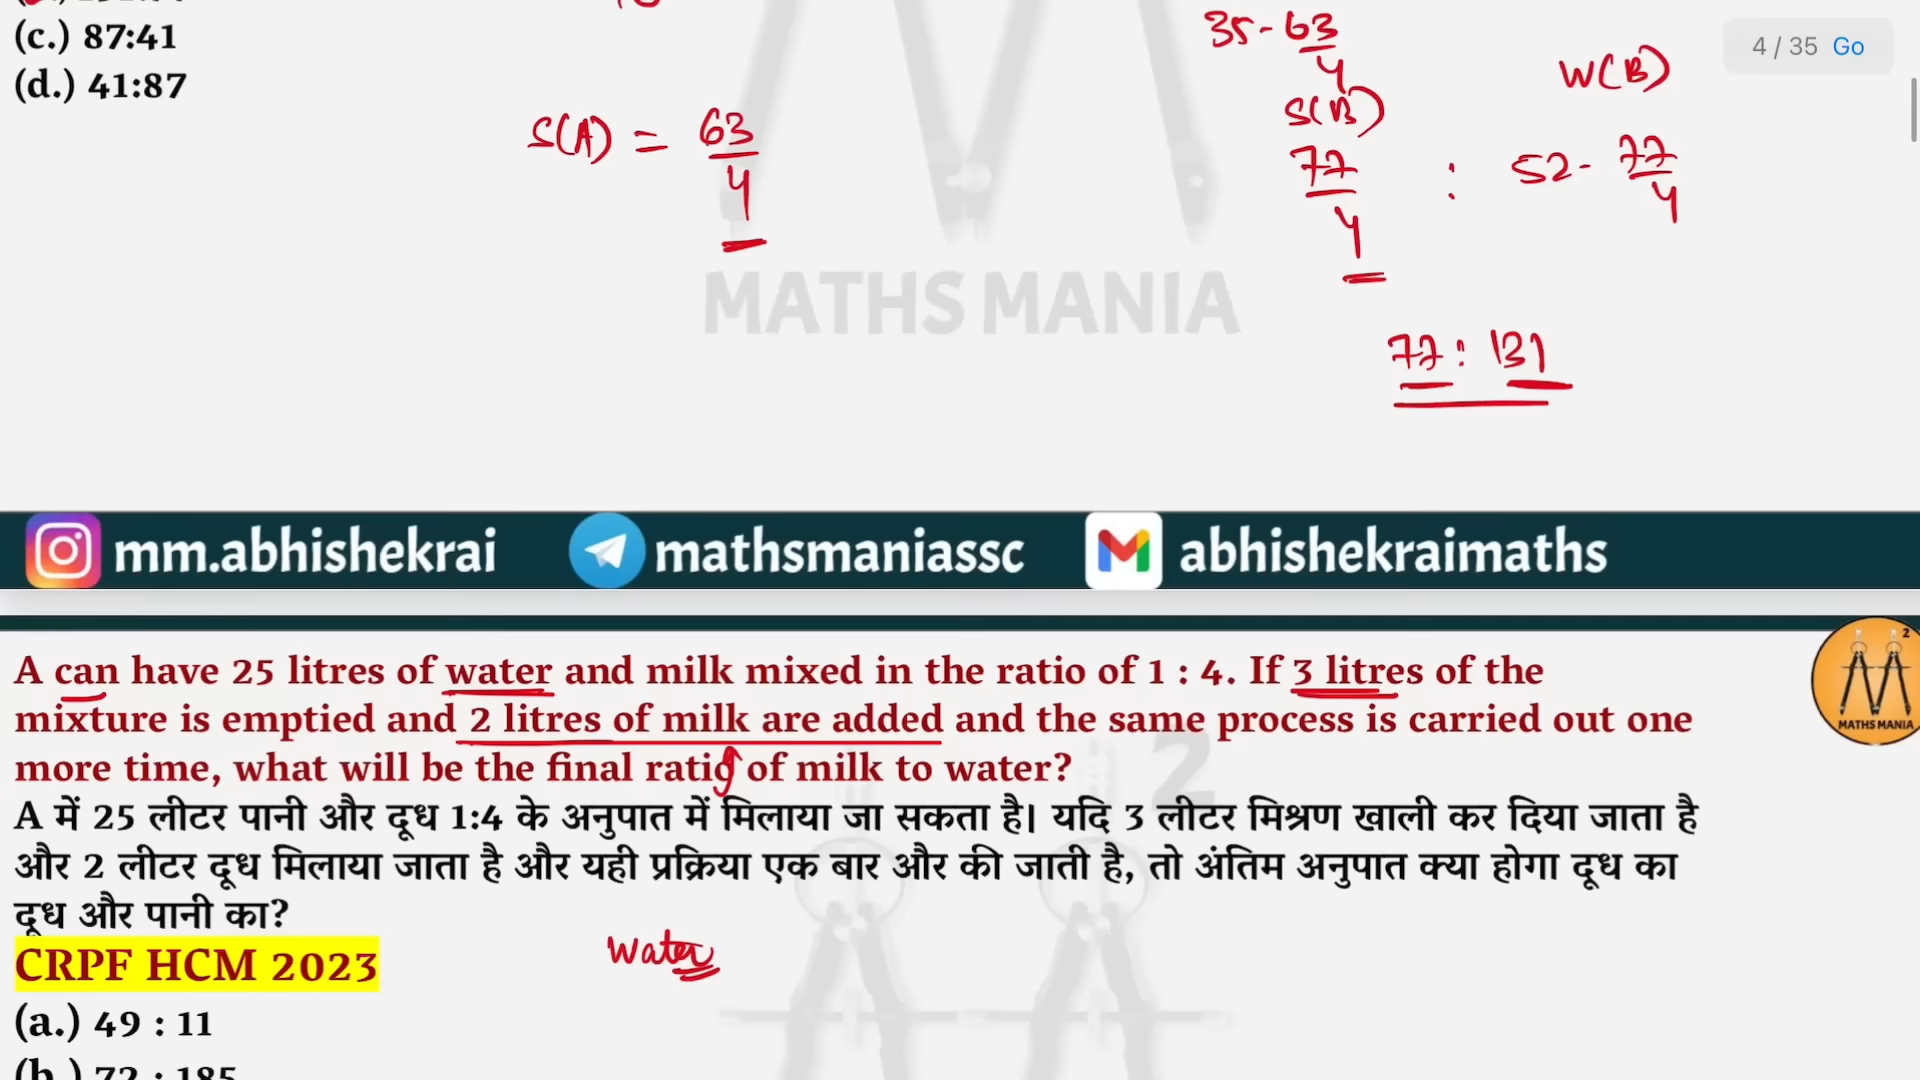 (c.) 87:41
(d.) 41:87
35 - 63/4
4 / 35 Go
W(B)
S(B)
S(A) = 63/4
77/4 : 52 - 77/4
MATHS MANIA
77 : 131
mm.abhishekrai mathsmaniassc abhishekraimaths
A can have 25 litres of water and milk mixed in the ratio of 1 : 4. If 3 litres of the
mixture is emptied and 2 litres of milk are added and the same process is carried out one
more time, what will be the final ratio of milk to water?
2
MATHS MANIA
2
A में 25 लीटर पानी और दूध 1:4 के अनुपात में मिलाया जा सकता है। यदि 3 लीटर मिश्रण खाली कर दिया जाता है
और 2 लीटर दूध मिलाया जाता है और यही प्रक्रिया एक बार और की जाती है, तो अंतिम अनुपात क्या होगा दूध का
दूध और पानी का?
CRPF HCM 2023
Water
(a.) 49 : 11
(b.) 72 : 185